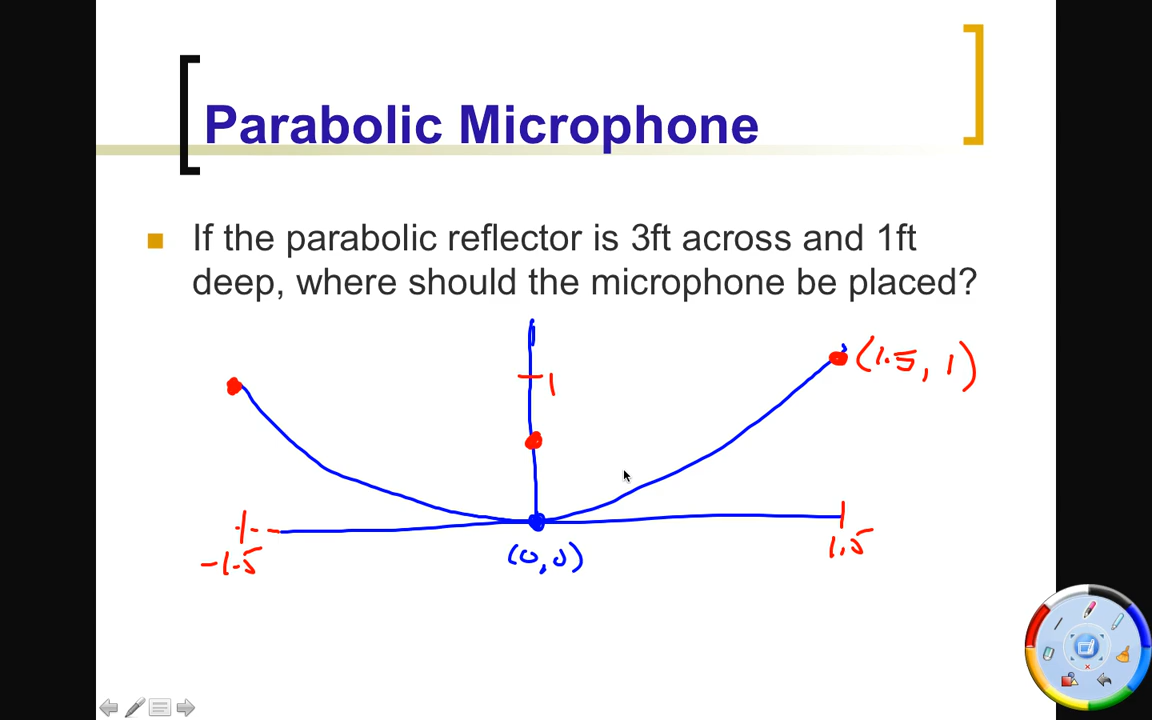 Parabolic Microphone
If the parabolic reflector is 3ft across and 1ft
deep, where should the microphone be placed?
(1.5, 1)
1
-1.5
(0,0)
1.5